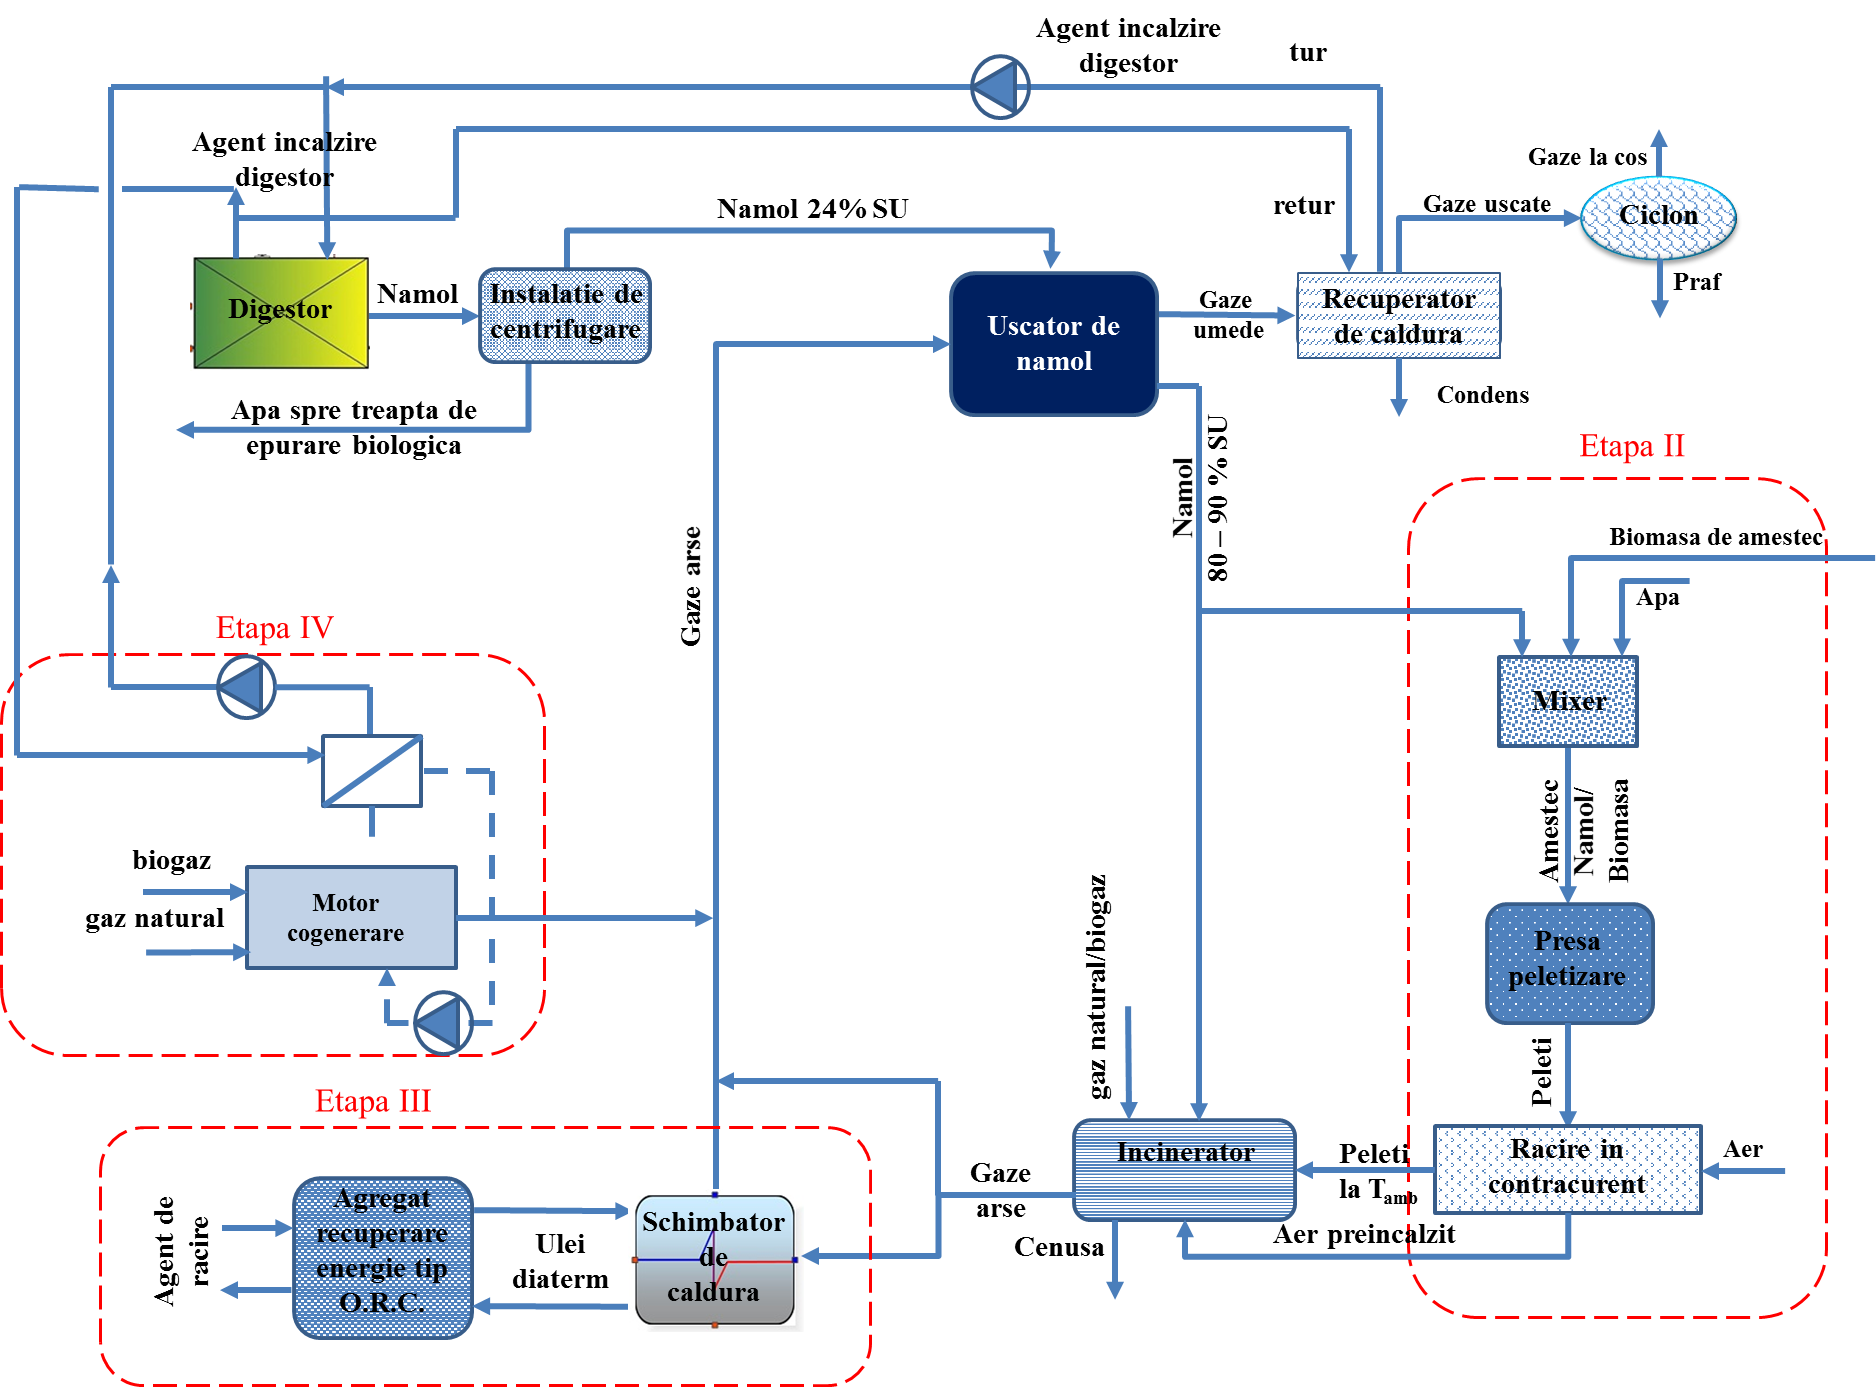 Agent incalzire
digestor
tur
Agent incalzire
digestor
Gaze la cos
Namol 24% SU
retur
Gaze uscate
Ciclon
Praf
Digestor
Namol
Instalatie de
centrifugare
Uscator de
namol
Gaze
umede
Recuperator
de caldura
Condens
Apa spre treapta de
epurare biologica
Etapa II
Namol
80 – 90 % SU
Gaze arse
Biomasa de amestec
Apa
Etapa IV
Mixer
Amestec
Namol/
Biomasa
biogaz
gaz natural
Motor
cogenerare
gaz natural/biogaz
Presa
peletizare
Peleti
Etapa III
Incinerator
Peleti
la Tamb
Racire in
contracurent
Aer
Gaze
arse
Aer preincalzit
Cenusa
Agent de
racire
Agregat
recuperare
energie tip
O.R.C.
Ulei
diaterm
Schimbator
de
caldura